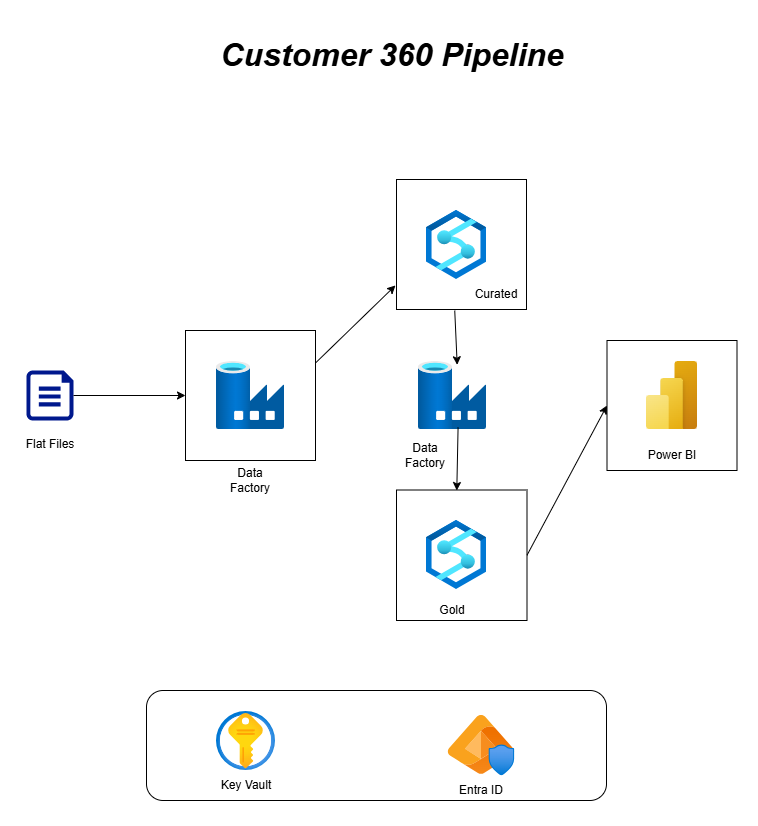 Customer 360 Pipeline
Curated
Flat Files
Data
Factory
Data
Factory
Power BI
Gold
Key Vault
Entra ID